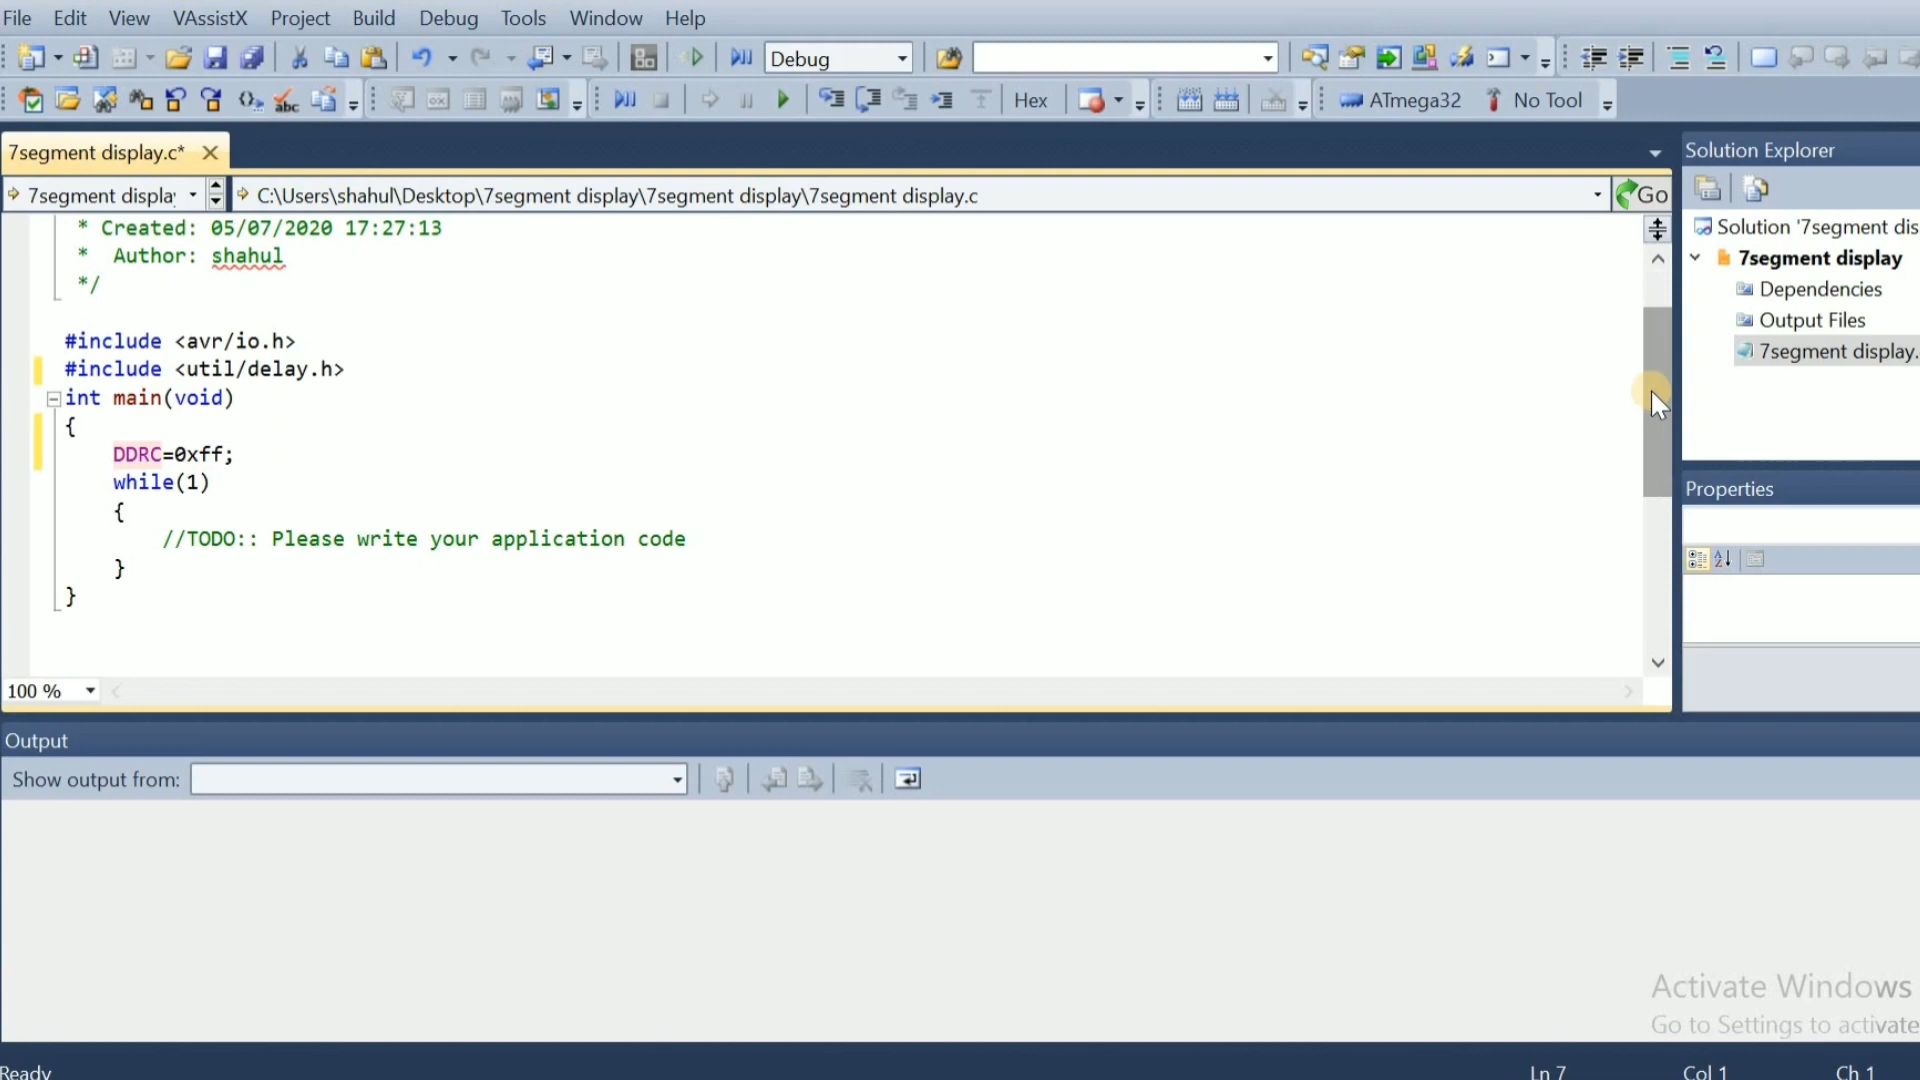 File Edit View VAssistX Project Build Debug Tools Window Help
Debug
Hex ATmega32 No Tool
7segment display.c*
7segment display C:\Users\shahul\Desktop\7segment display\7segment display.c Go
* Created: 05/07/2020 17:27:13
* Author: shahul
*/
#include <avr/io.h>
#include <util/delay.h>
int main(void)
{
DDRC=0xff;
while(1)
{
//TODO:: Please write your application code
}
}
100 %
Solution Explorer
Solution '7segment dis
7segment display
Dependencies
Output Files
7segment display.
Properties
Output
Show output from:
Activate Windows
Go to Settings to activate
Ready Ln 7 Col 1 Ch 1